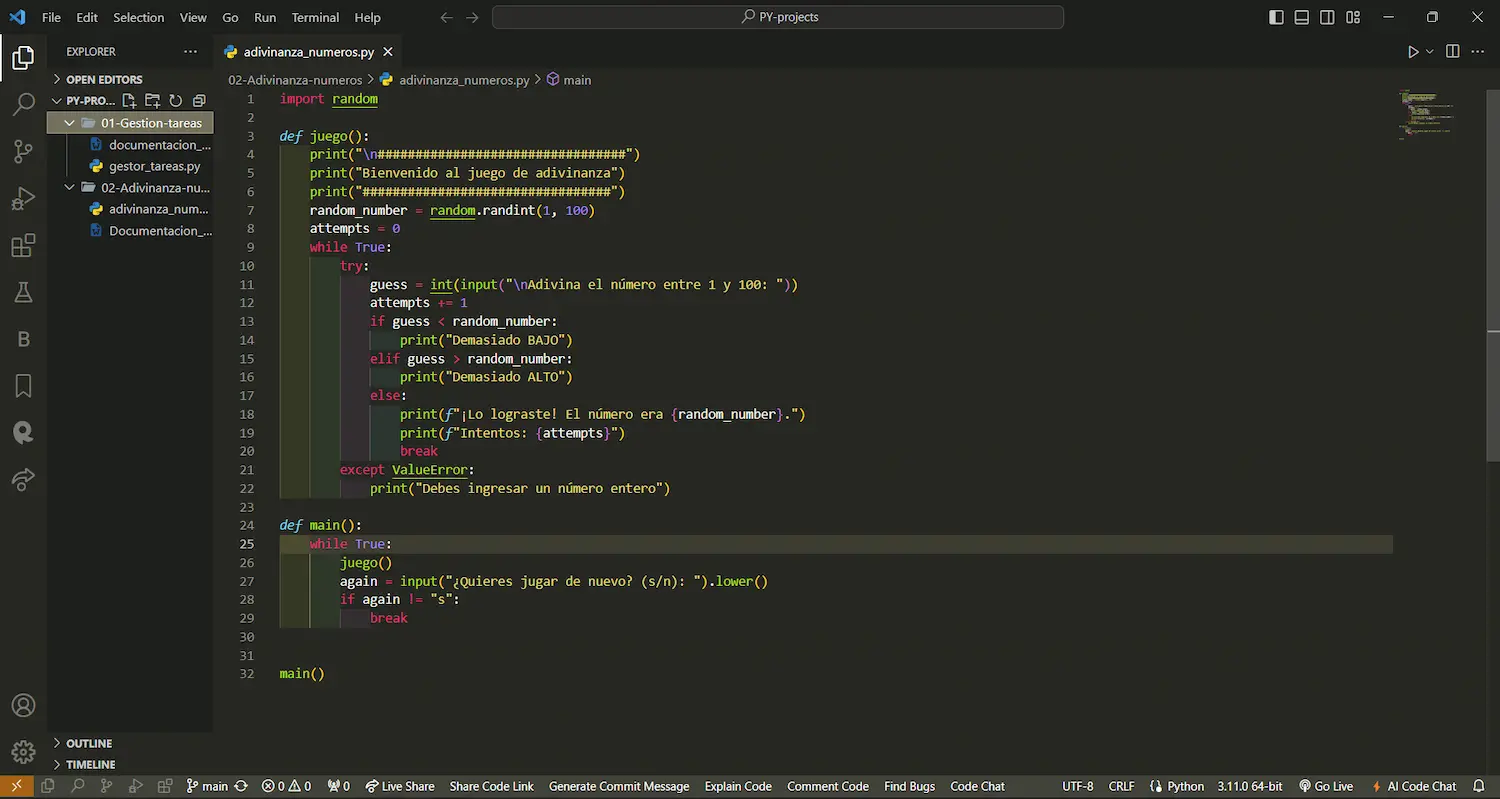 File Edit Selection View Go Run Terminal Help
PY-projects
EXPLORER
adivinanza_numeros.py
OPEN EDITORS
PY-PRO...
01-Gestion-tareas
documentacion_...
gestor_tareas.py
02-Adivinanza-nu...
adivinanza_num...
Documentacion_...
OUTLINE
TIMELINE
02-Adivinanza-numeros > adivinanza_numeros.py > main
1 import random
2
3 def juego():
4 print("\n#################################")
5 print("Bienvenido al juego de adivinanza")
6 print("#################################")
7 random_number = random.randint(1, 100)
8 attempts = 0
9 while True:
10 try:
11 guess = int(input("\nAdivina el número entre 1 y 100: "))
12 attempts += 1
13 if guess < random_number:
14 print("Demasiado BAJO")
15 elif guess > random_number:
16 print("Demasiado ALTO")
17 else:
18 print(f"¡Lo lograste! El número era {random_number}.")
19 print(f"Intentos: {attempts}")
20 break
21 except ValueError:
22 print("Debes ingresar un número entero")
23
24 def main():
25 while True:
26 juego()
27 again = input("¿Quieres jugar de nuevo? (s/n): ").lower()
28 if again != "s":
29 break
30
31
32 main()
main 0 0 0 Live Share Share Code Link Generate Commit Message Explain Code Comment Code Find Bugs Code Chat UTF-8 CRLF Python 3.11.0 64-bit Go Live AI Code Chat